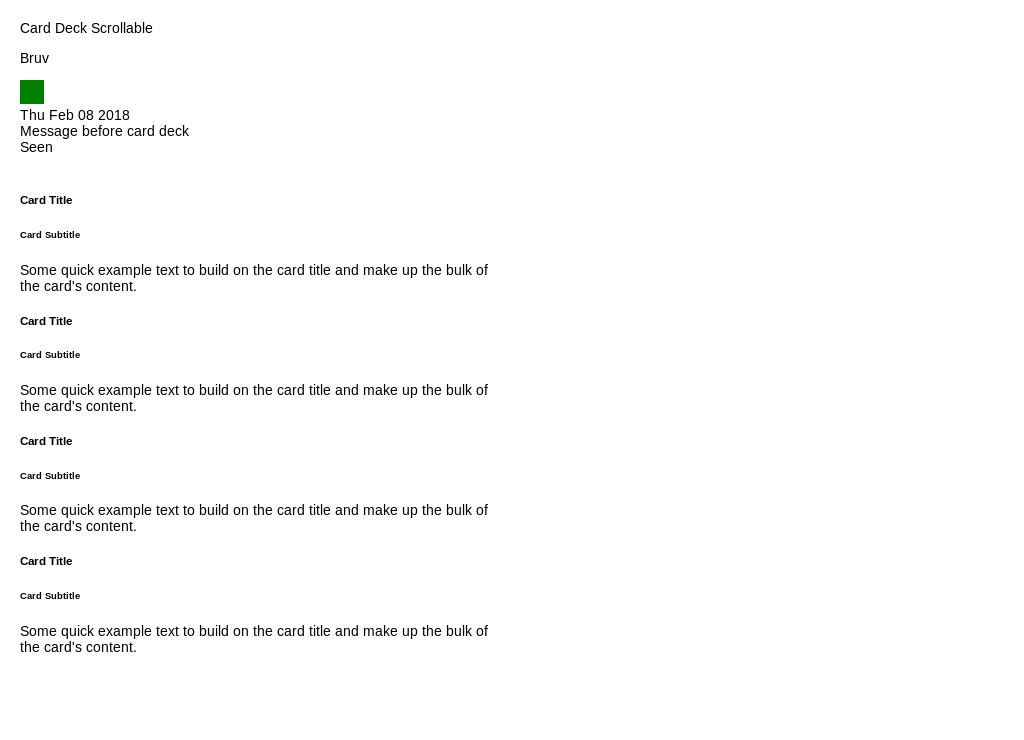 Card Deck Scrollable
Bruv
Thu Feb 08 2018
Message before card deck
Seen
Card Title
Card Subtitle
Some quick example text to build on the card title and make up the bulk of
the card's content.
Card Title
Card Subtitle
Some quick example text to build on the card title and make up the bulk of
the card's content.
Card Title
Card Subtitle
Some quick example text to build on the card title and make up the bulk of
the card's content.
Card Title
Card Subtitle
Some quick example text to build on the card title and make up the bulk of
the card's content.